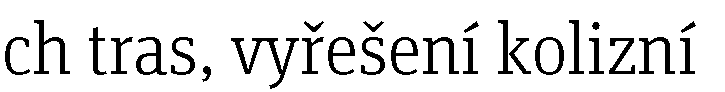 ch tras, vyřešení kolizní